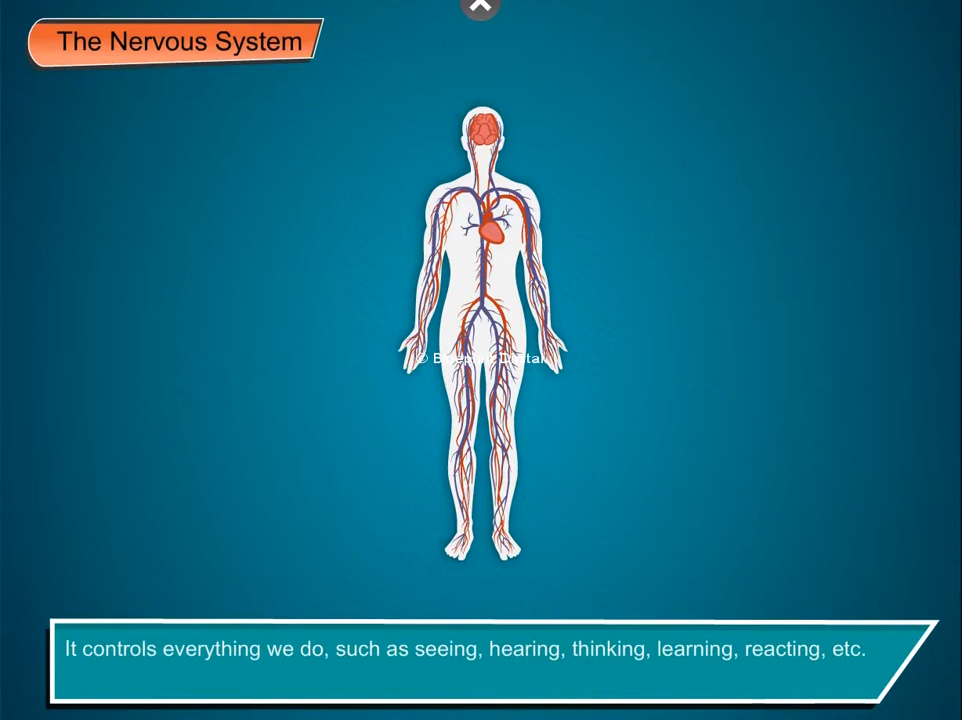 The Nervous System
It controls everything we do, such as seeing, hearing, thinking, learning, reacting, etc.